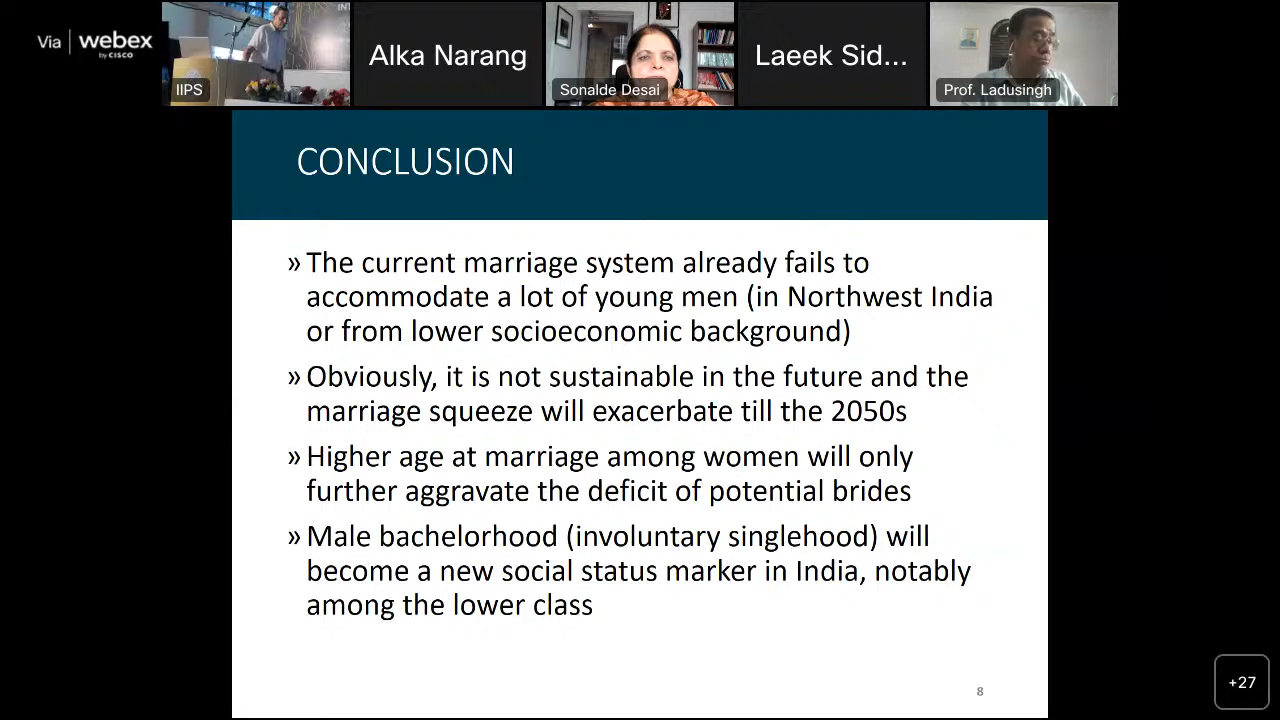 Via | webex
by CISCO
INT
IIPS
Alka Narang
Sonalde Desai
Laeek Sid...
Prof. Ladusingh
CONCLUSION
» The current marriage system already fails to
accommodate a lot of young men (in Northwest India
or from lower socioeconomic background)
» Obviously, it is not sustainable in the future and the
marriage squeeze will exacerbate till the 2050s
» Higher age at marriage among women will only
further aggravate the deficit of potential brides
» Male bachelorhood (involuntary singlehood) will
become a new social status marker in India, notably
among the lower class
8
+27